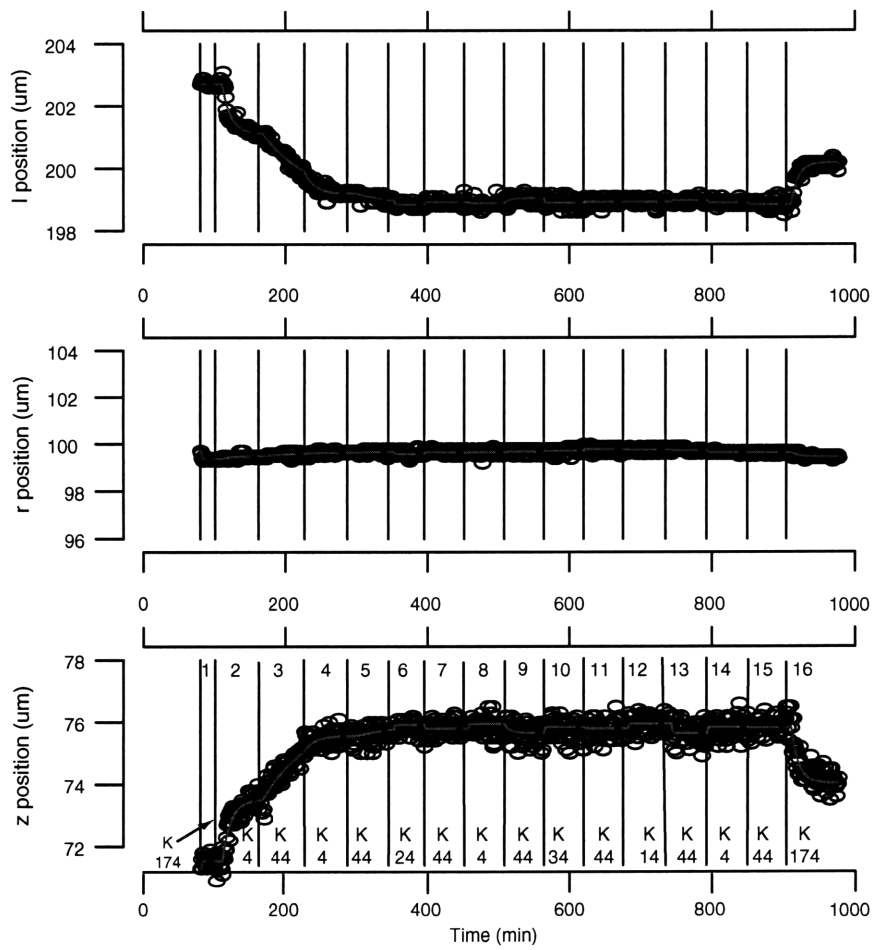 204
202
200
198
l position (um)
0 200 400 600 800 1000
104
102
100
98
96
r position (um)
0 200 400 600 800 1000
78
76
74
72
z position (um)
1 2 3 4 5 6 7 8 9 10 11 12 13 14 15 16
K K K K K K K K K K K K K K K K
174 4 44 4 44 24 44 4 44 34 44 14 44 4 44 174
0 200 400 600 800 1000
Time (min)